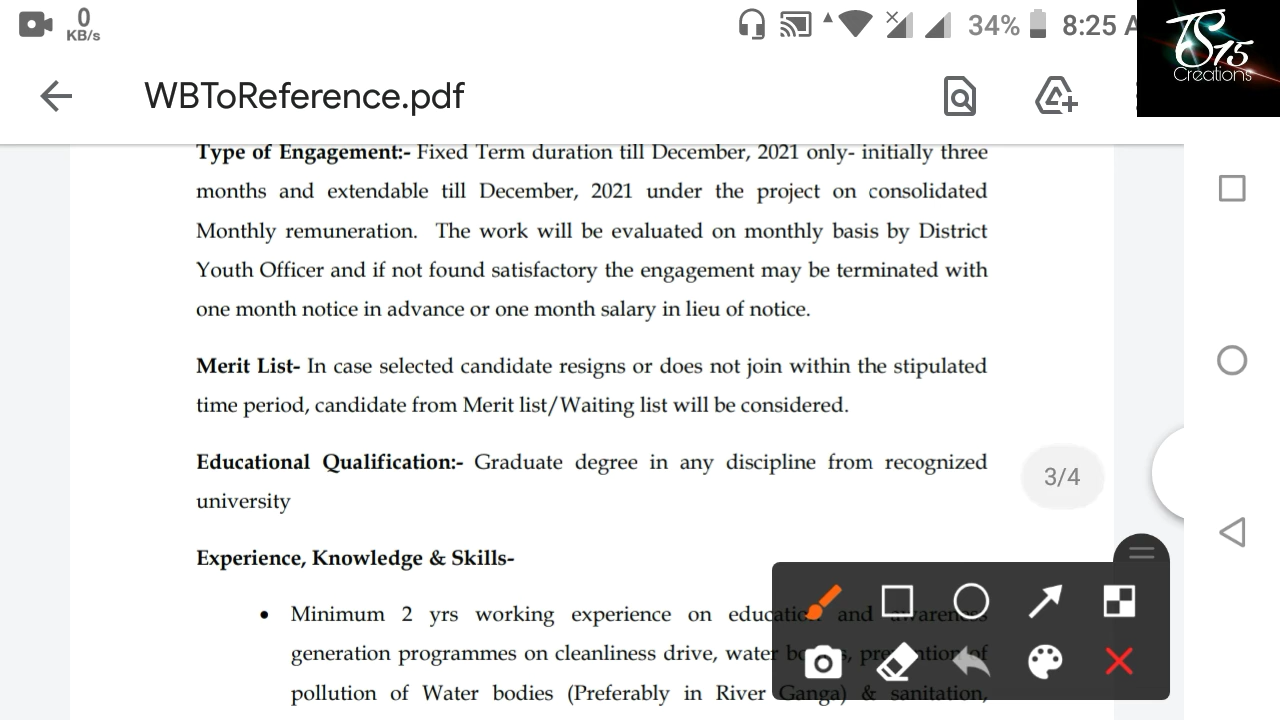 0
KB/s
34%
8:25 A
TS15
Creations
WBToReference.pdf
Type of Engagement:- Fixed Term duration till December, 2021 only- initially three
months and extendable till December, 2021 under the project on consolidated
Monthly remuneration. The work will be evaluated on monthly basis by District
Youth Officer and if not found satisfactory the engagement may be terminated with
one month notice in advance or one month salary in lieu of notice.
Merit List- In case selected candidate resigns or does not join within the stipulated
time period, candidate from Merit list/Waiting list will be considered.
Educational Qualification:- Graduate degree in any discipline from recognized
university
3/4
Experience, Knowledge & Skills-
• Minimum 2 yrs working experience on education and awareness
generation programmes on cleanliness drive, water bodies, prevention of
pollution of Water bodies (Preferably in River Ganga) & sanitation,